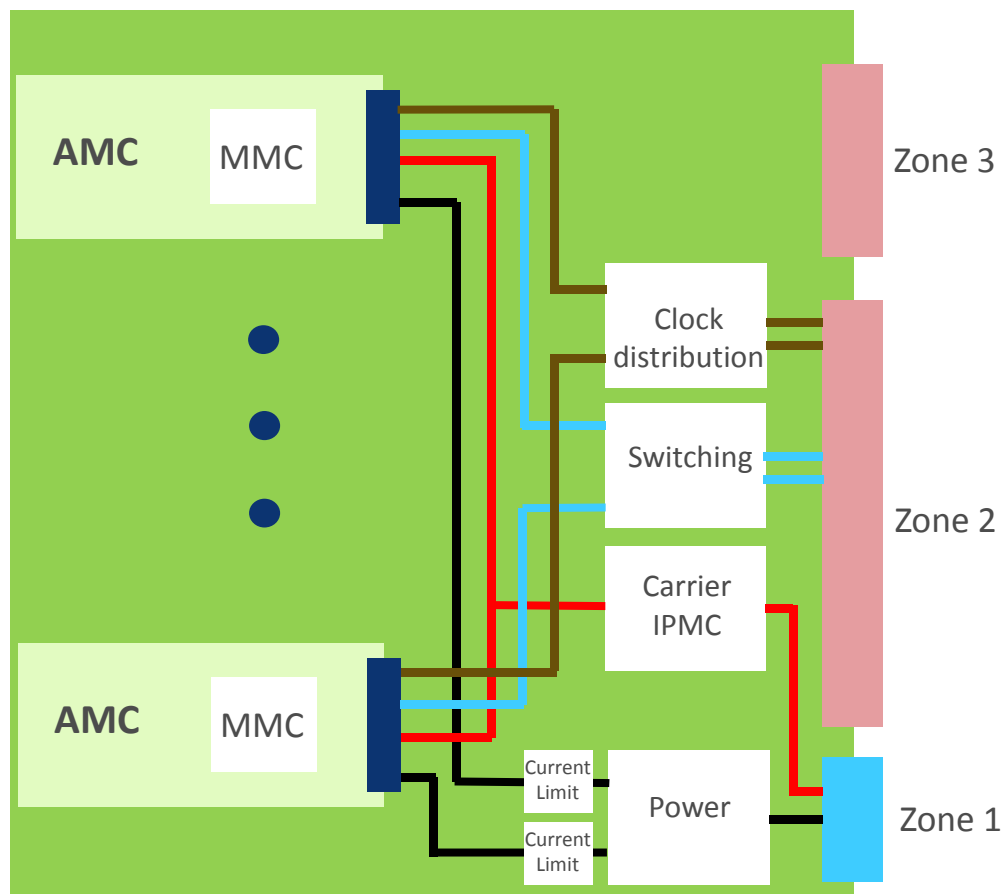 AMC
MMC
Zone 3
Clock
distribution
Switching
Zone 2
Carrier
IPMC
AMC
MMC
Current
Limit
Power
Zone 1
Current
Limit